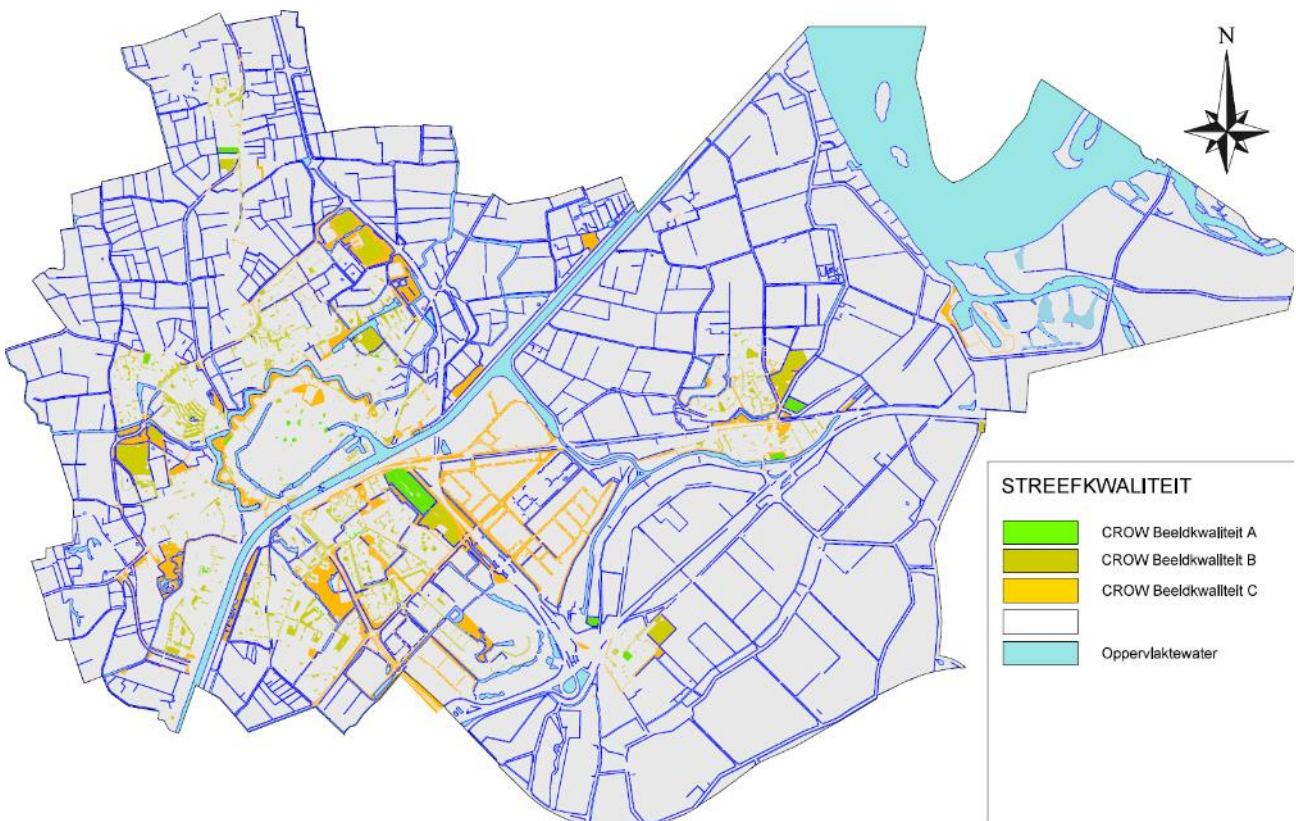 N
STREEFKWALITEIT
CROW Beeldkwaliteit A
CROW Beeldkwaliteit B
CROW Beeldkwaliteit C
Oppervlaktewater